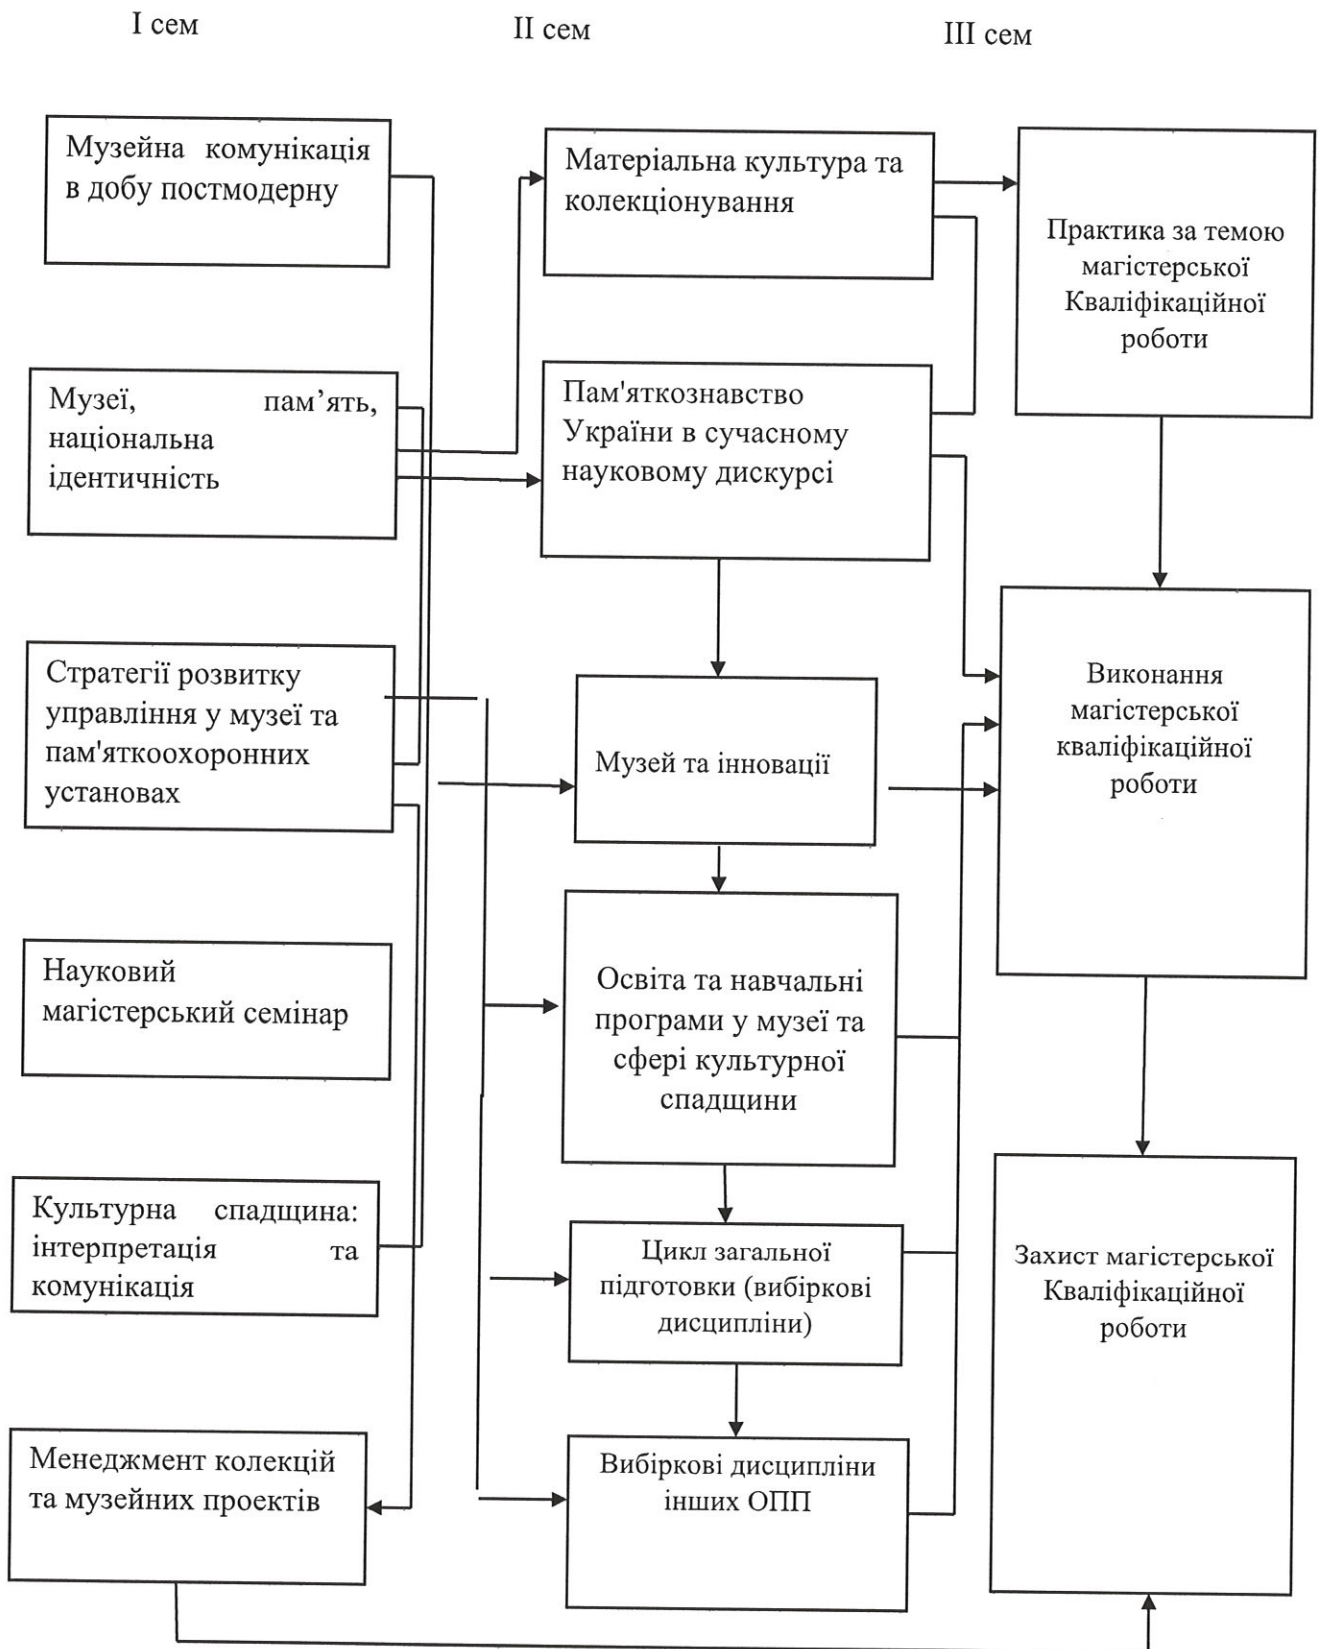 I сем
II сем
III сем
Музейна комунікація
в добу постмодерну
Музеї, пам’ять,
національна
ідентичність
Стратегії розвитку
управління у музеї та
пам'яткоохоронних
установах
Науковий
магістерський семінар
Культурна спадщина:
інтерпретація та
комунікація
Менеджмент колекцій
та музейних проектів
Матеріальна культура та
колекціонування
Пам'яткознавство
України в сучасному
науковому дискурсі
Музей та інновації
Освіта та навчальні
програми у музеї та
сфері культурної
спадщини
Цикл загальної
підготовки (вибіркові
дисципліни)
Вибіркові дисципліни
інших ОПП
Практика за темою
магістерської
Кваліфікаційної
роботи
Виконання
магістерської
кваліфікаційної
роботи
Захист магістерської
Кваліфікаційної
роботи